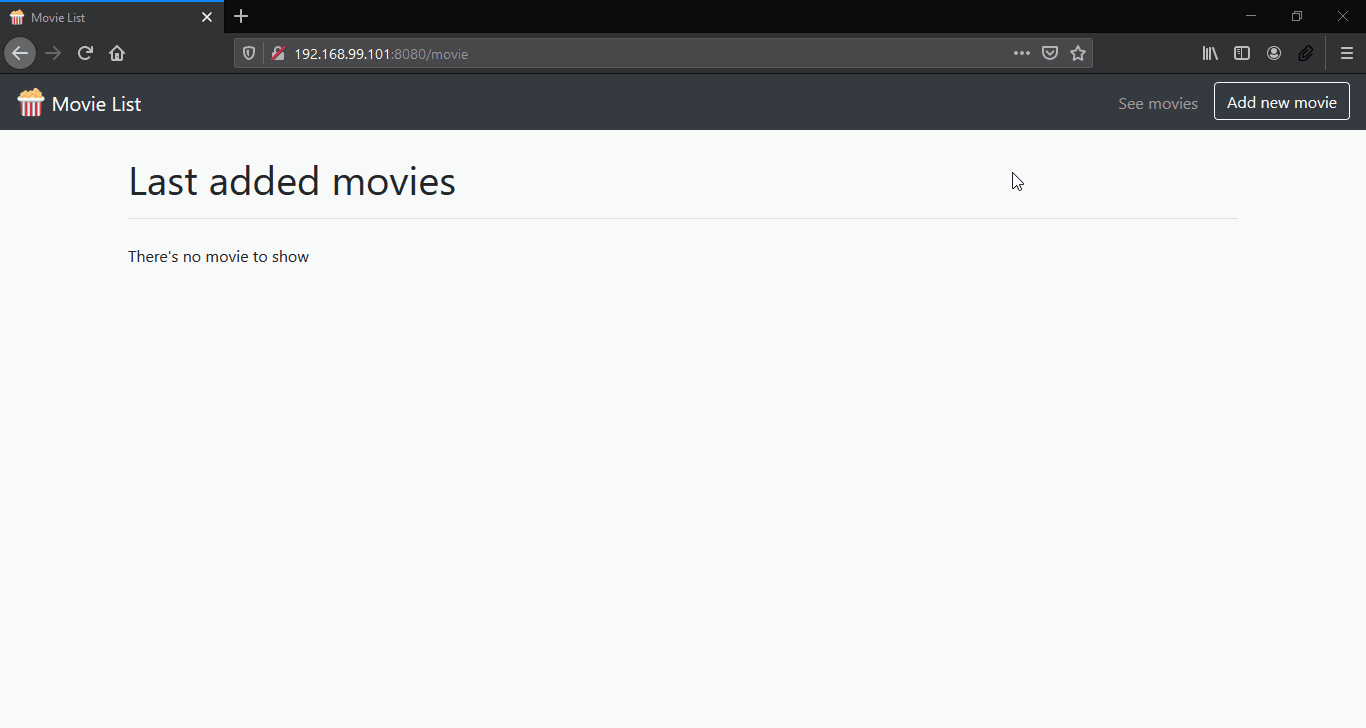 Movie List
192.168.99.101:8080/movie
Movie List
See movies
Add new movie
Last added movies
There's no movie to show